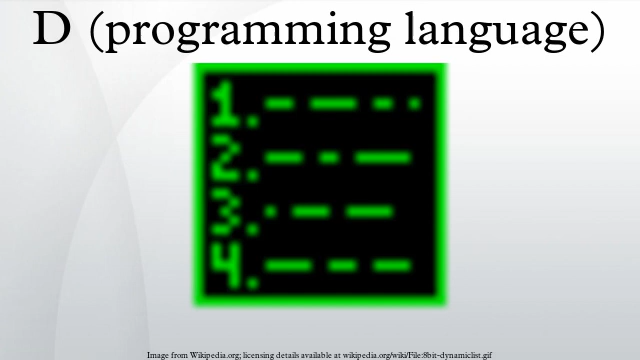 D (programming language)
1.
2.
3.
4.
Image from Wikipedia.org; licensing details available at wikipedia.org/wiki/File:8bit-dynamiclist.gif